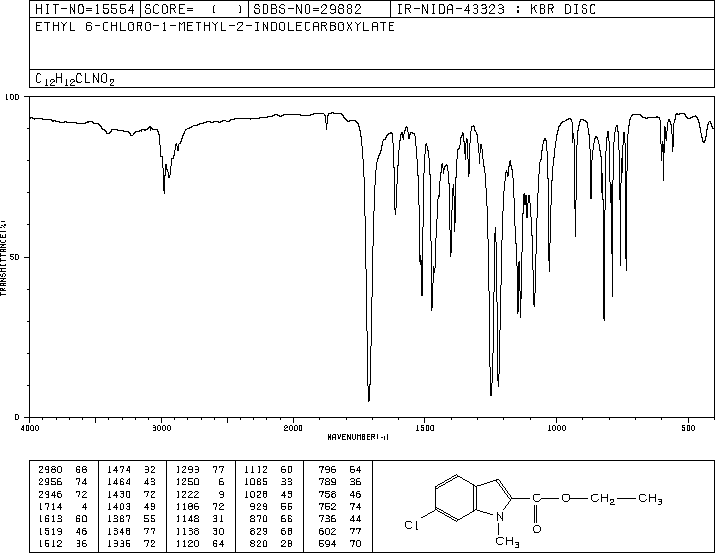 HIT-NO=15554 SCORE= ( ) SDBS-NO=29882 IR-NIDA-43323 : KBR DISC
ETHYL 6-CHLORO-1-METHYL-2-INDOLECARBOXYLATE
C12H12CLNO2
100
50
0
TRANSMITTANCE(%)
4000 3000 2000 1500 1000 500
WAVENUMBER(-1)
2980 68 1474 32 1293 77 1112 60 796 64
2956 74 1464 43 1250 6 1085 33 789 36
2946 72 1430 72 1222 9 1028 43 758 46
1714 4 1403 49 1186 72 929 55 752 74
1613 60 1387 55 1148 31 870 66 736 44
1519 46 1348 77 1138 30 829 68 602 77
1512 36 1335 72 1120 64 820 28 594 70
Cl
N
CH3
C
O
O
CH2
CH3